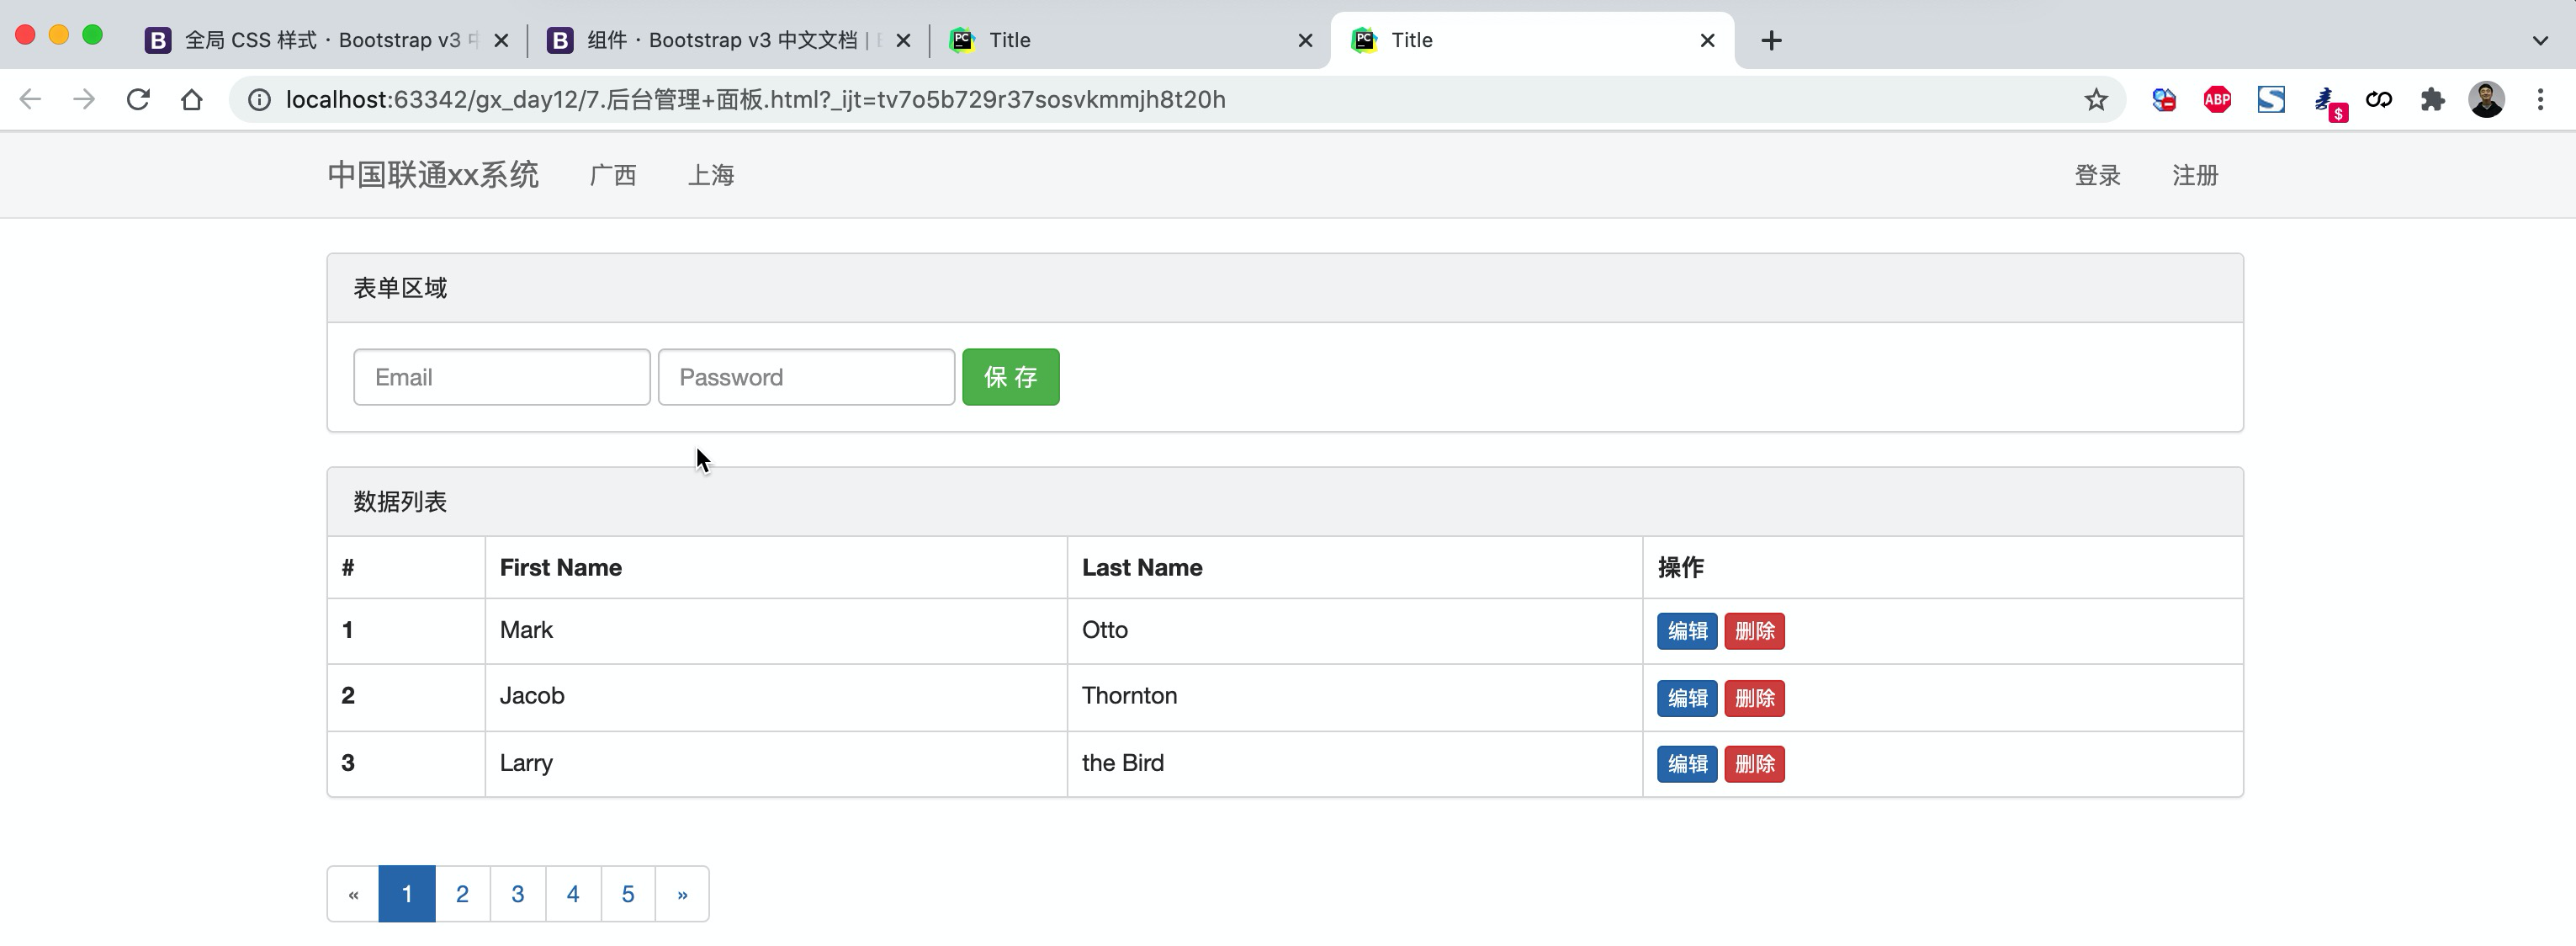 全局 CSS 样式 · Bootstrap v3
组件 · Bootstrap v3 中文文档 |
Title
Title
localhost:63342/gx_day12/7.后台管理+面板.html?_ijt=tv7o5b729r37sosvkmmjh8t20h
ABP
$
中国联通xx系统 广西 上海 登录 注册
表单区域
Email Password 保 存
数据列表
# First Name Last Name 操作
1 Mark Otto 编辑 删除
2 Jacob Thornton 编辑 删除
3 Larry the Bird 编辑 删除
« 1 2 3 4 5 »